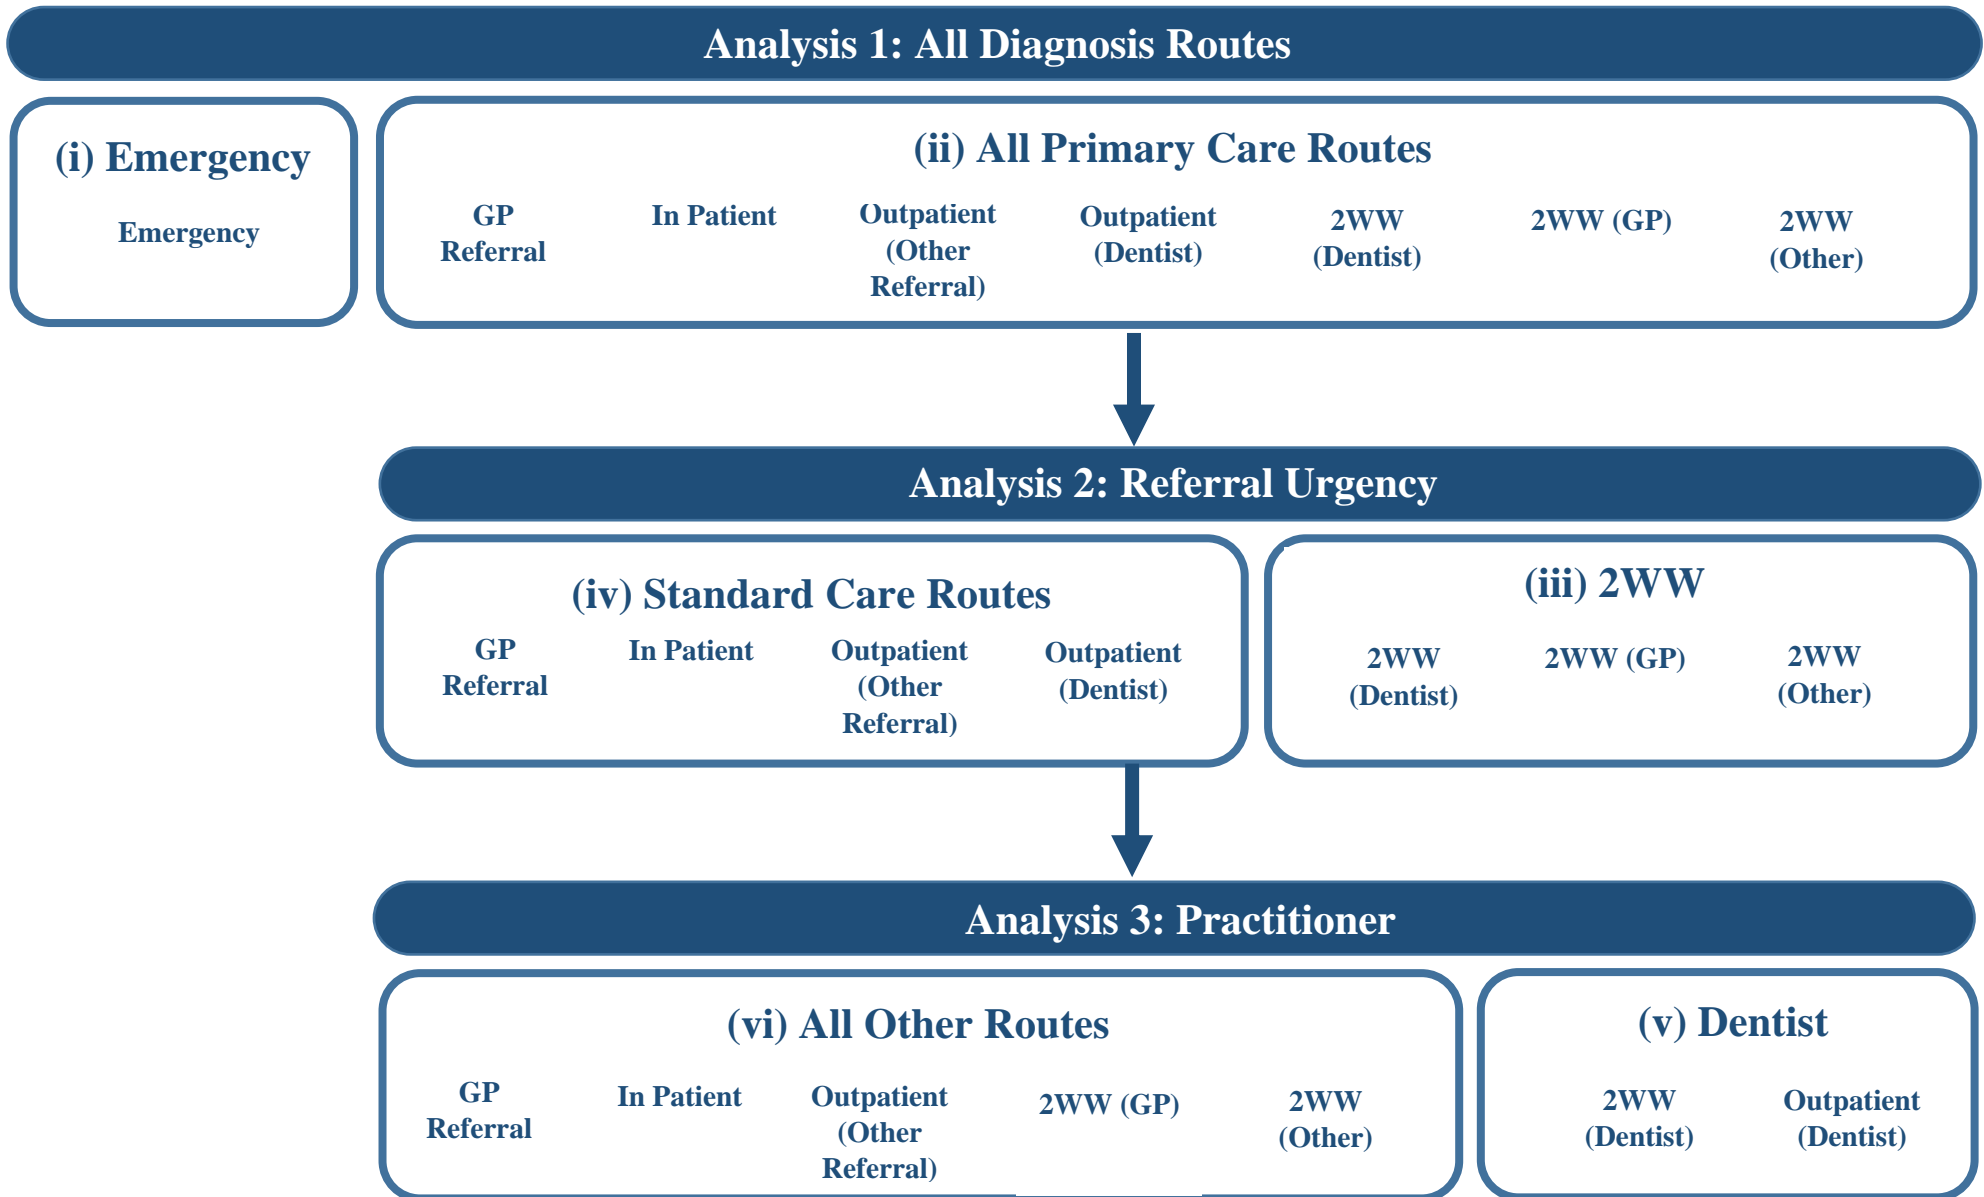 Analysis 1: All Diagnosis Routes
(i) Emergency
Emergency
(ii) All Primary Care Routes
GP
Referral
In Patient
Outpatient
(Other
Referral)
Outpatient
(Dentist)
2WW
(Dentist)
2WW (GP)
2WW
(Other)
Analysis 2: Referral Urgency
(iv) Standard Care Routes
GP
Referral
In Patient
Outpatient
(Other
Referral)
Outpatient
(Dentist)
(iii) 2WW
2WW
(Dentist)
2WW (GP)
2WW
(Other)
Analysis 3: Practitioner
(vi) All Other Routes
GP
Referral
In Patient
Outpatient
(Other
Referral)
2WW (GP)
2WW
(Other)
(v) Dentist
2WW
(Dentist)
Outpatient
(Dentist)